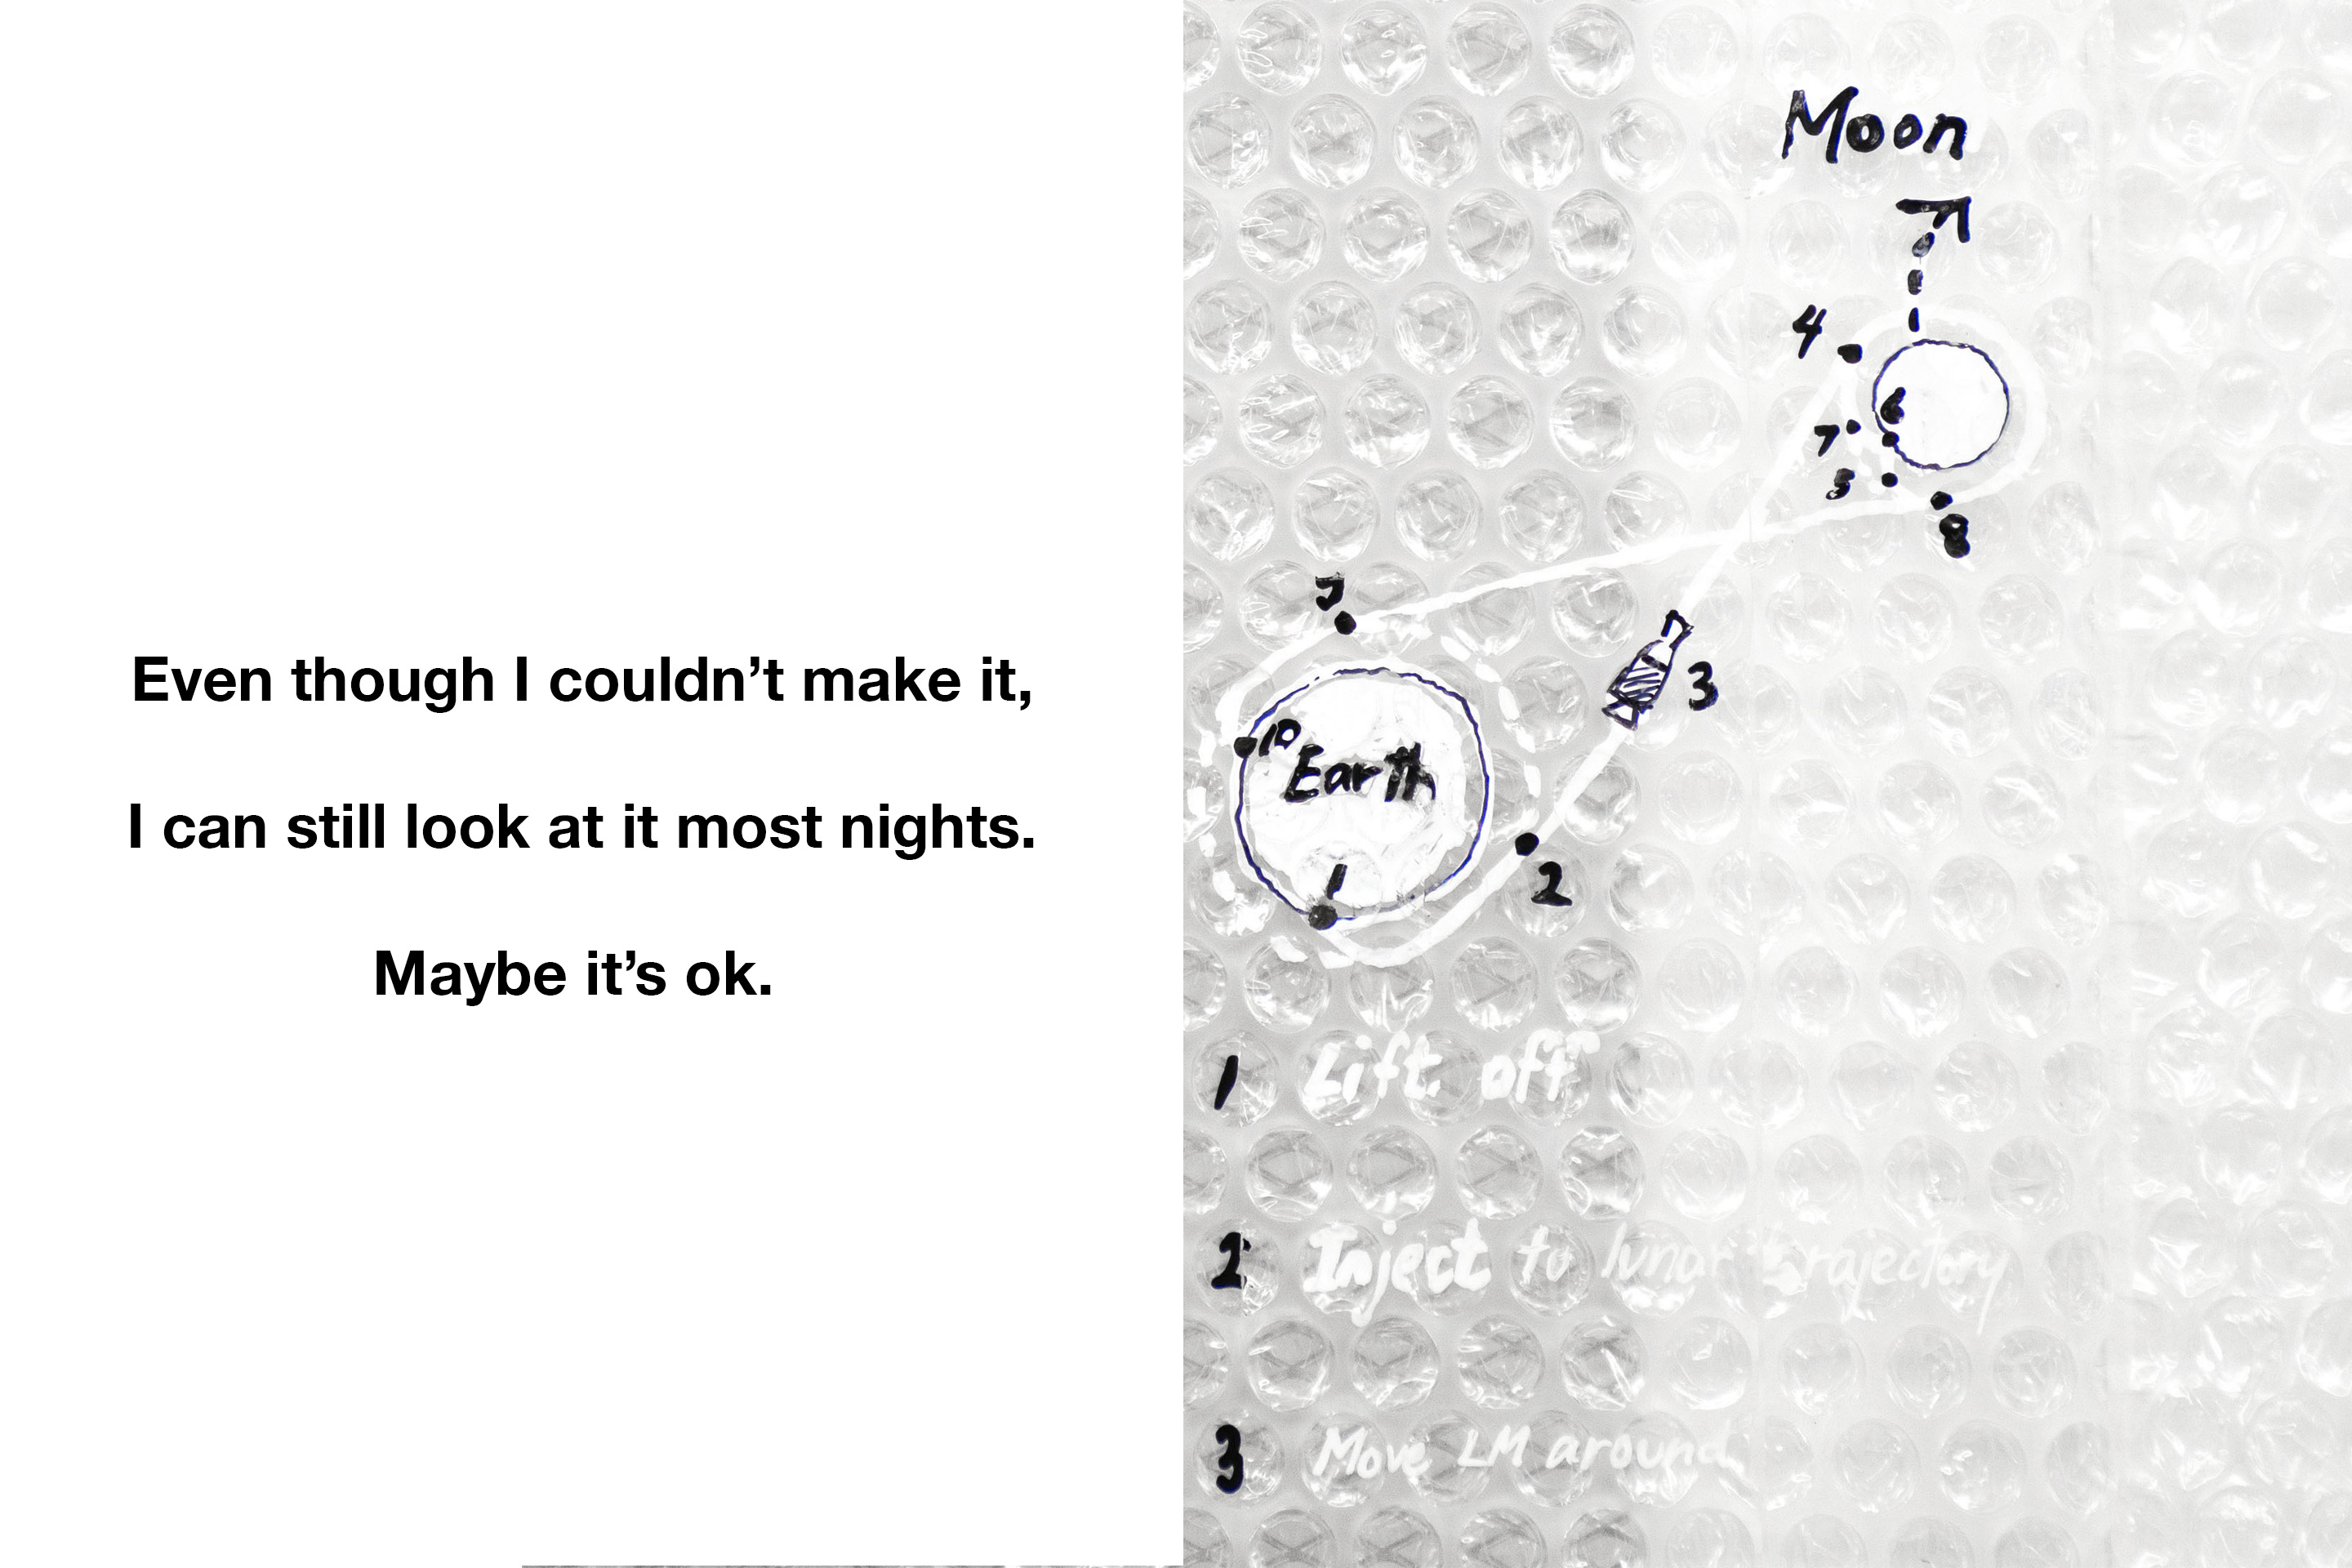 Even though I couldn’t make it,
I can still look at it most nights.
Maybe it’s ok.
Moon
4
6
7
5
8
9
3
10
Earth
1
2
1 Lift off
2 Inject to lunar trajectory
3 Move LM around